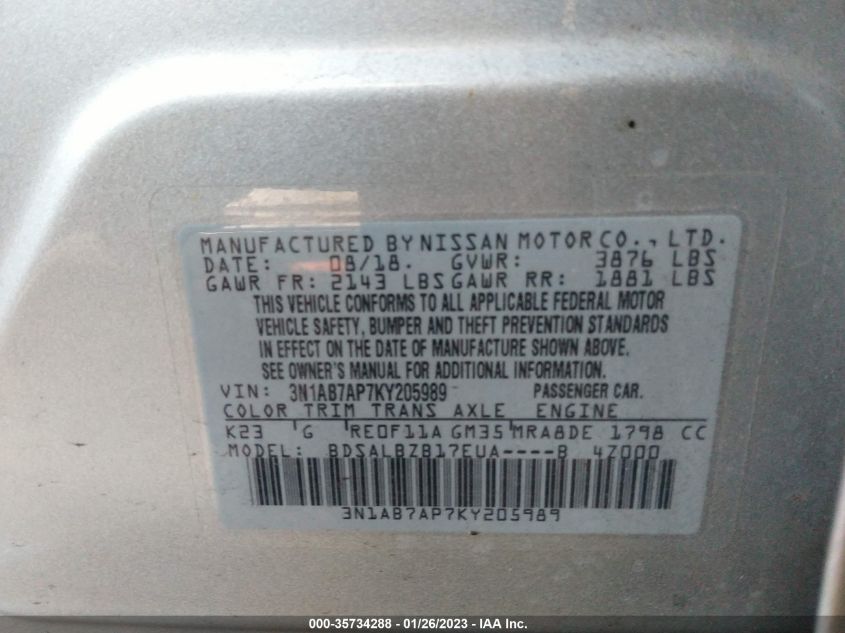 MANUFACTURED BY NISSAN MOTOR CO., LTD.
DATE: 08/18. GVWR: 3876 LBS
GAWR FR: 2143 LBS GAWR RR: 1881 LBS
THIS VEHICLE CONFORMS TO ALL APPLICABLE FEDERAL MOTOR
VEHICLE SAFETY, BUMPER AND THEFT PREVENTION STANDARDS
IN EFFECT ON THE DATE OF MANUFACTURE SHOWN ABOVE.
SEE OWNER'S MANUAL FOR ADDITIONAL INFORMATION.
VIN: 3N1AB7AP7KY205989 PASSENGER CAR.
COLOR TRIM TRANS AXLE ENGINE
K23 G RE0F11A GM35 MRA8DE 1798 CC
MODEL: BDSALBZB17EUA----B 4Z000
3N1AB7AP7KY205989
000-35734288 - 01/26/2023 - IAA Inc.